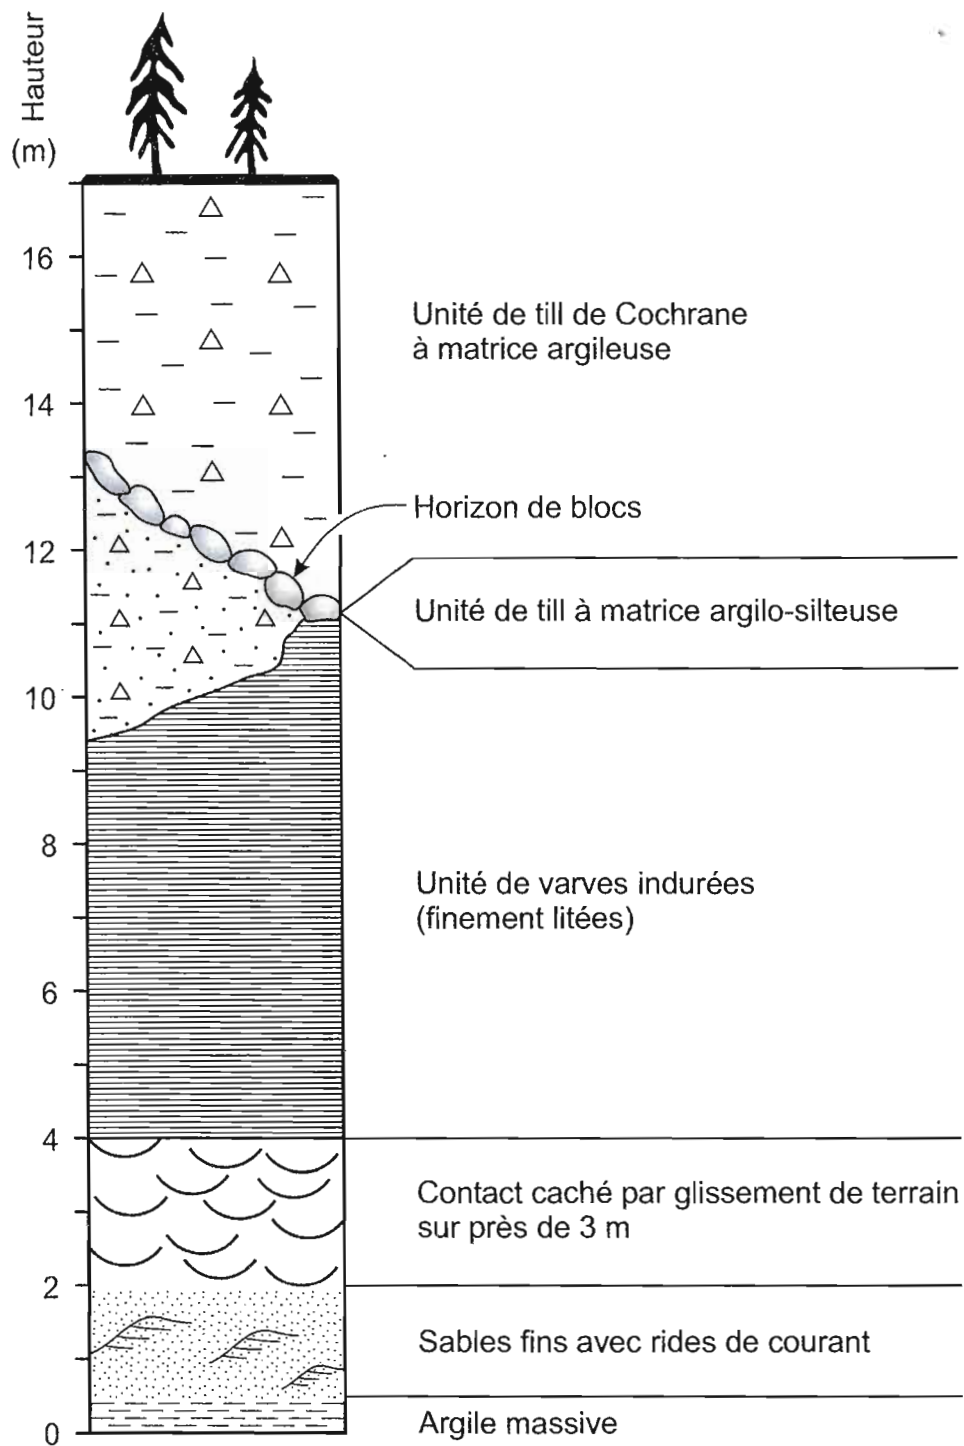 Hauteur
(m)
16
Unité de till de Cochrane
à matrice argileuse
14
Horizon de blocs
12
Unité de till à matrice argilo-silteuse
10
8
Unité de varves indurées
(finement litées)
6
4
Contact caché par glissement de terrain
sur près de 3 m
2
Sables fins avec rides de courant
Argile massive
0